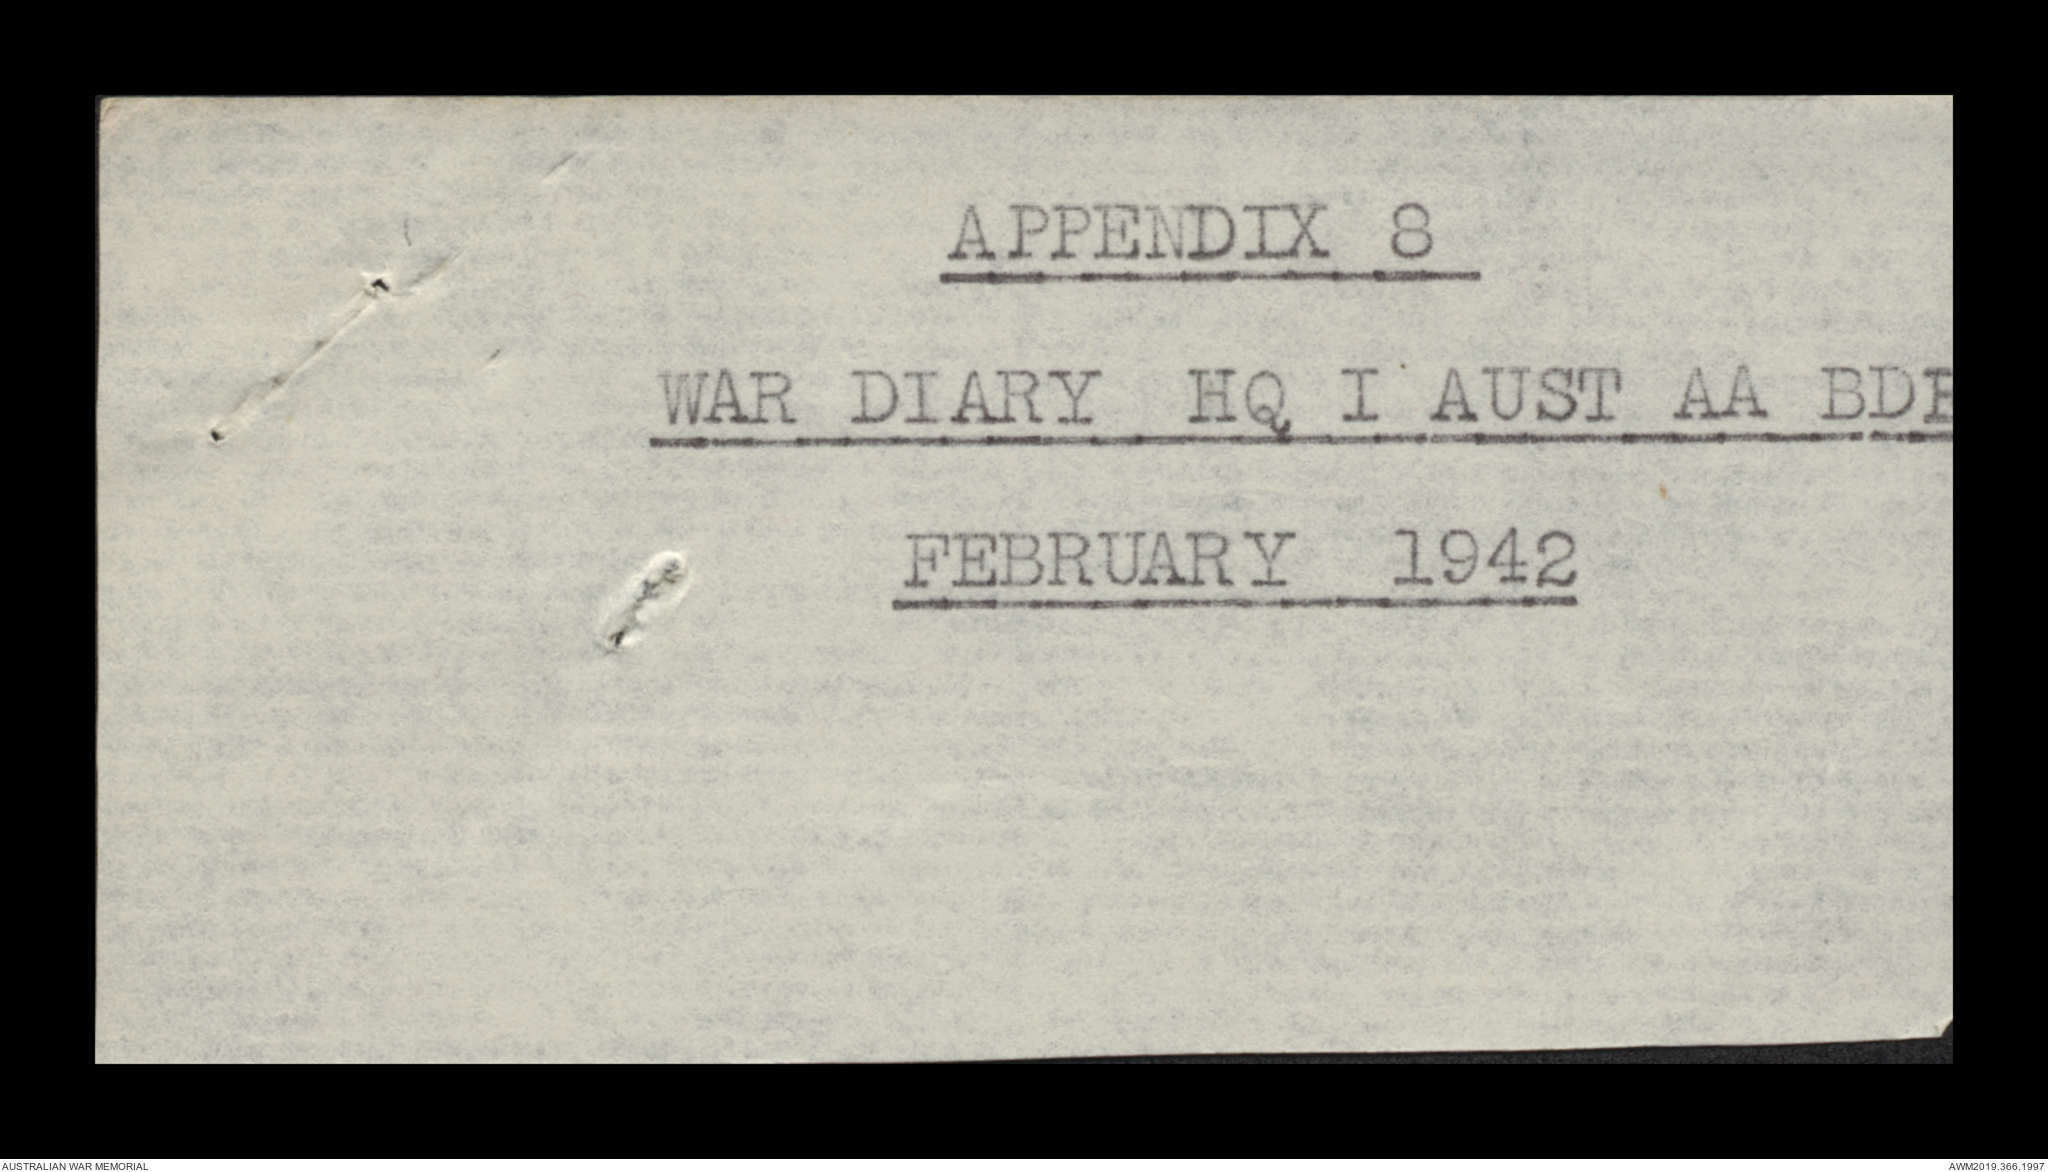 APPENDIX 8
WAR DIARY HQ I AUST AA BDE
FEBRUARY 1942
AUSTRALIAN WAR MEMORIAL
AWM2019.366.1997